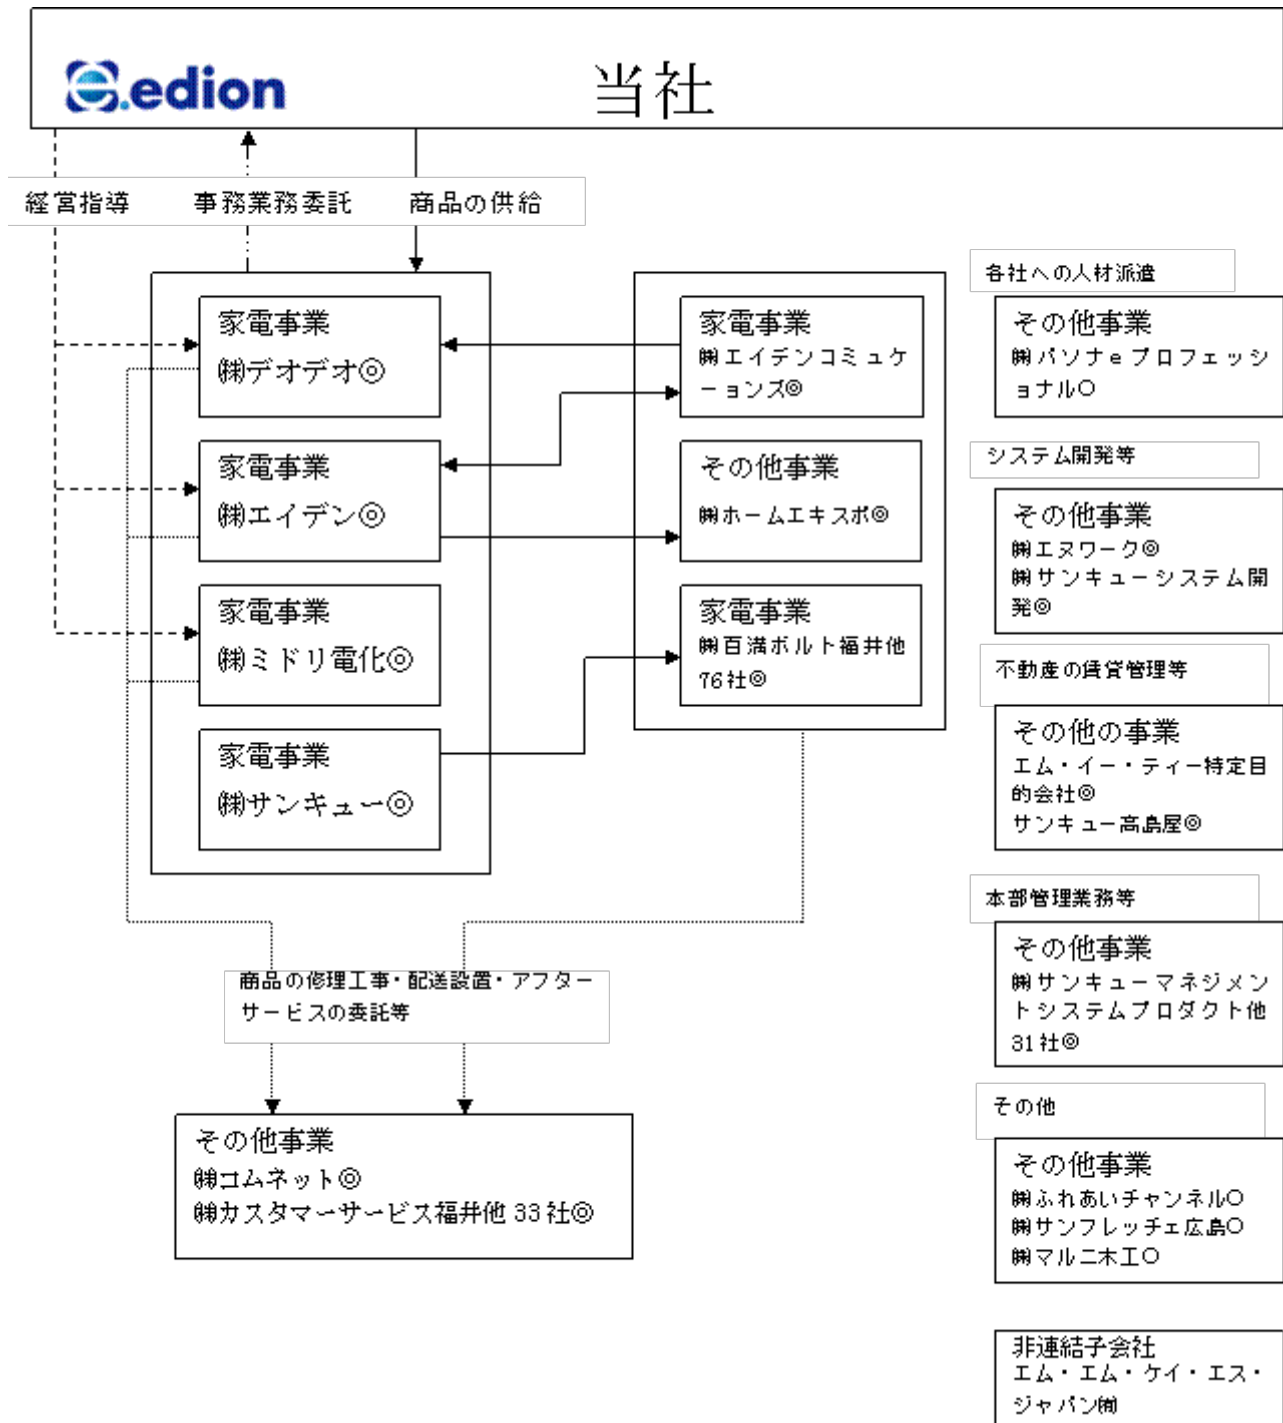 edion
当社
経営指導
事務業務委託
商品の供給
家電事業
㈱デオデオ◎
家電事業
㈱エイデン◎
家電事業
㈱ミドリ電化◎
家電事業
㈱サンキュー◎
家電事業
㈱エイデンコミュケ
ーョンズ◎
その他事業
㈱ホームエキスポ◎
家電事業
㈱百満ボルト福井他
76社◎
商品の修理工事・配送設置・アフター
サービスの委託等
その他事業
㈱コムネット◎
㈱カスタマーサービス福井他33社◎
各社への人材派遣
その他事業
㈱パソナeプロフェッシ
ョナル○
システム開発等
その他事業
㈱エヌワーク◎
㈱サンキューシステム開
発◎
不動産の賃貸管理等
その他の事業
エム・イー・ティー特定目
的会社◎
サンキュー高島屋◎
本部管理業務等
その他事業
㈱サンキューマネジメン
トシステムプロダクト他
31社◎
その他
その他事業
㈱ふれあいチャンネル○
㈱サンフレッチェ広島○
㈱マルニ木工○
非連結子会社
エム・エム・ケイ・エス・
ジャパン㈲